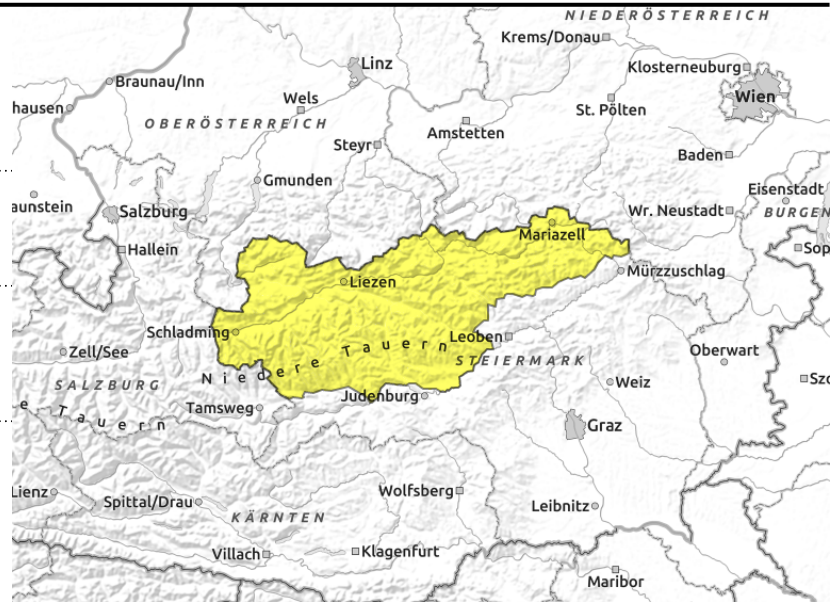 NIEDERÖSTERREICH
Krems/Donau
Linz
Klosterneuburg
Braunau/Inn
Wien
hausen
Wels
St. Pölten
OBERÖSTERREICH
Amstetten
Steyr
Baden
Gmunden
Eisenstadt
aunstein
Salzburg
Wr. Neustadt
BURGEN
Mariazell
Hallein
Sop
Mürzzuschlag
Liezen
Schladming
Leoben
Niedere Tauern
Zell/See
STEIERMARK
Oberwart
SALZBURG
Weiz
Szo
Judenburg
Tamsweg
e Tauern
Graz
Lienz
Wolfsberg
Spittal/Drau
Leibnitz
KÄRNTEN
Villach
Klagenfurt
Maribor